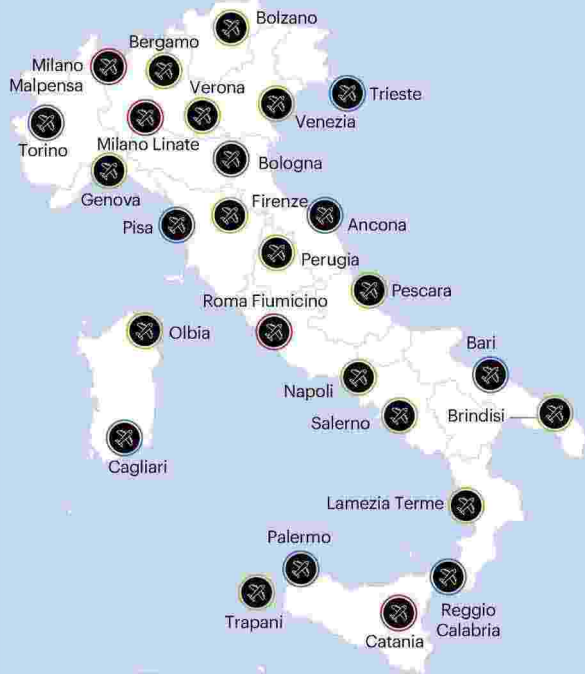 Bolzano
Bergamo
Milano
Malpensa
Verona
Trieste
Venezia
Torino
Milano Linate
Bologna
Genova
Firenze
Pisa
Ancona
Perugia
Roma Fiumicino
Pescara
Olbia
Bari
Napoli
Salerno
Brindisi
Cagliari
Lamezia Terme
Palermo
Trapani
Reggio
Calabria
Catania